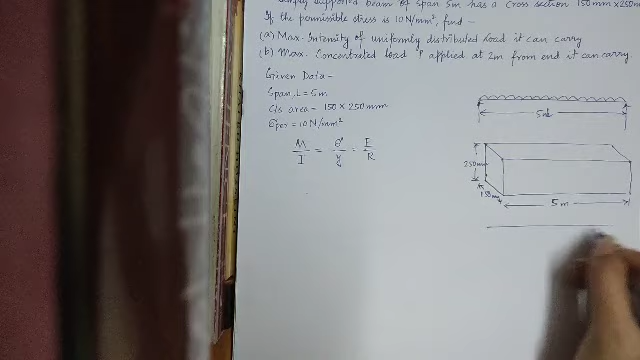 Simply supported beam of span 5m has a cross section 150mm x 250m
If the permissible stress is 10 N/mm², find –
(a) Max. Intensity of uniformly distributed load it can carry
(b) Max. Concentrated load P applied at 2m from end it can carry.
Given Data –
Span, L = 5m
C/s area – 150 x 250 mm
σper = 10 N/mm²
M/I = σ/y = E/R
5m
250mm
150mm
5m